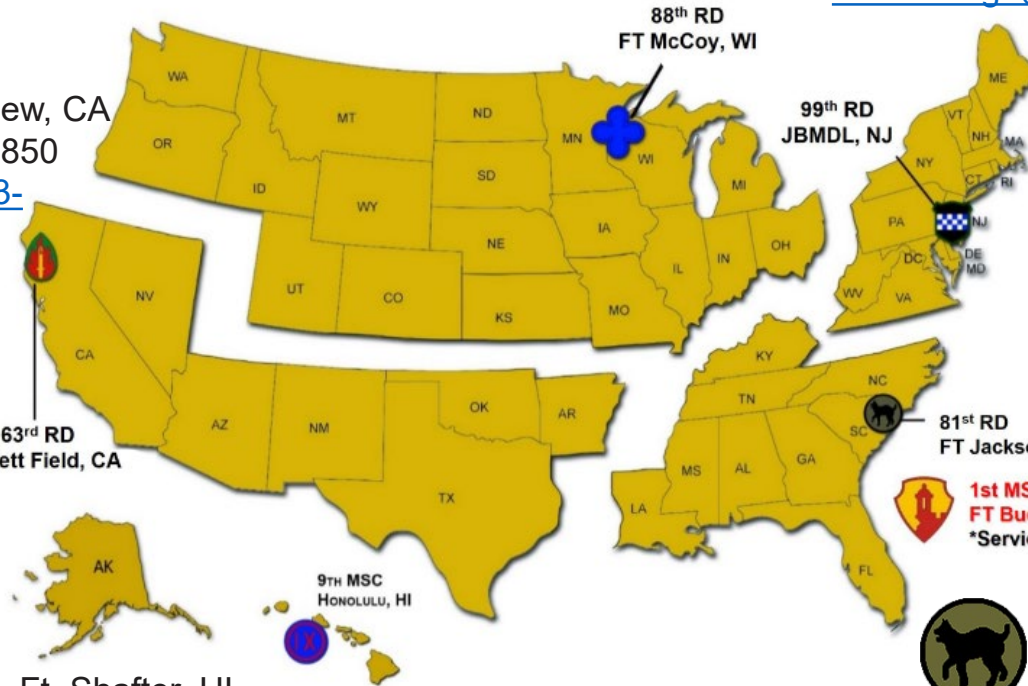 88th RD
FT McCoy, WI
ew, CA
850
3-
99th RD
JBMDL, NJ
WA
OR
ID
MT
WY
ND
SD
NE
KS
MN
IA
MO
WI
IL
IN
MI
OH
UT
CO
ME
VT
NH
MA
NY
CT
RI
PA
NJ
DE
MD
DC
WV
VA
NV
CA
AZ
NM
OK
TX
AR
KY
TN
NC
SC
MS
AL
GA
LA
FL
63rd RD
ett Field, CA
81st RD
FT Jackso
1st MS
FT Bu
*Servi
AK
9TH MSC
HONOLULU, HI
IX
Ft. Shafter, HI